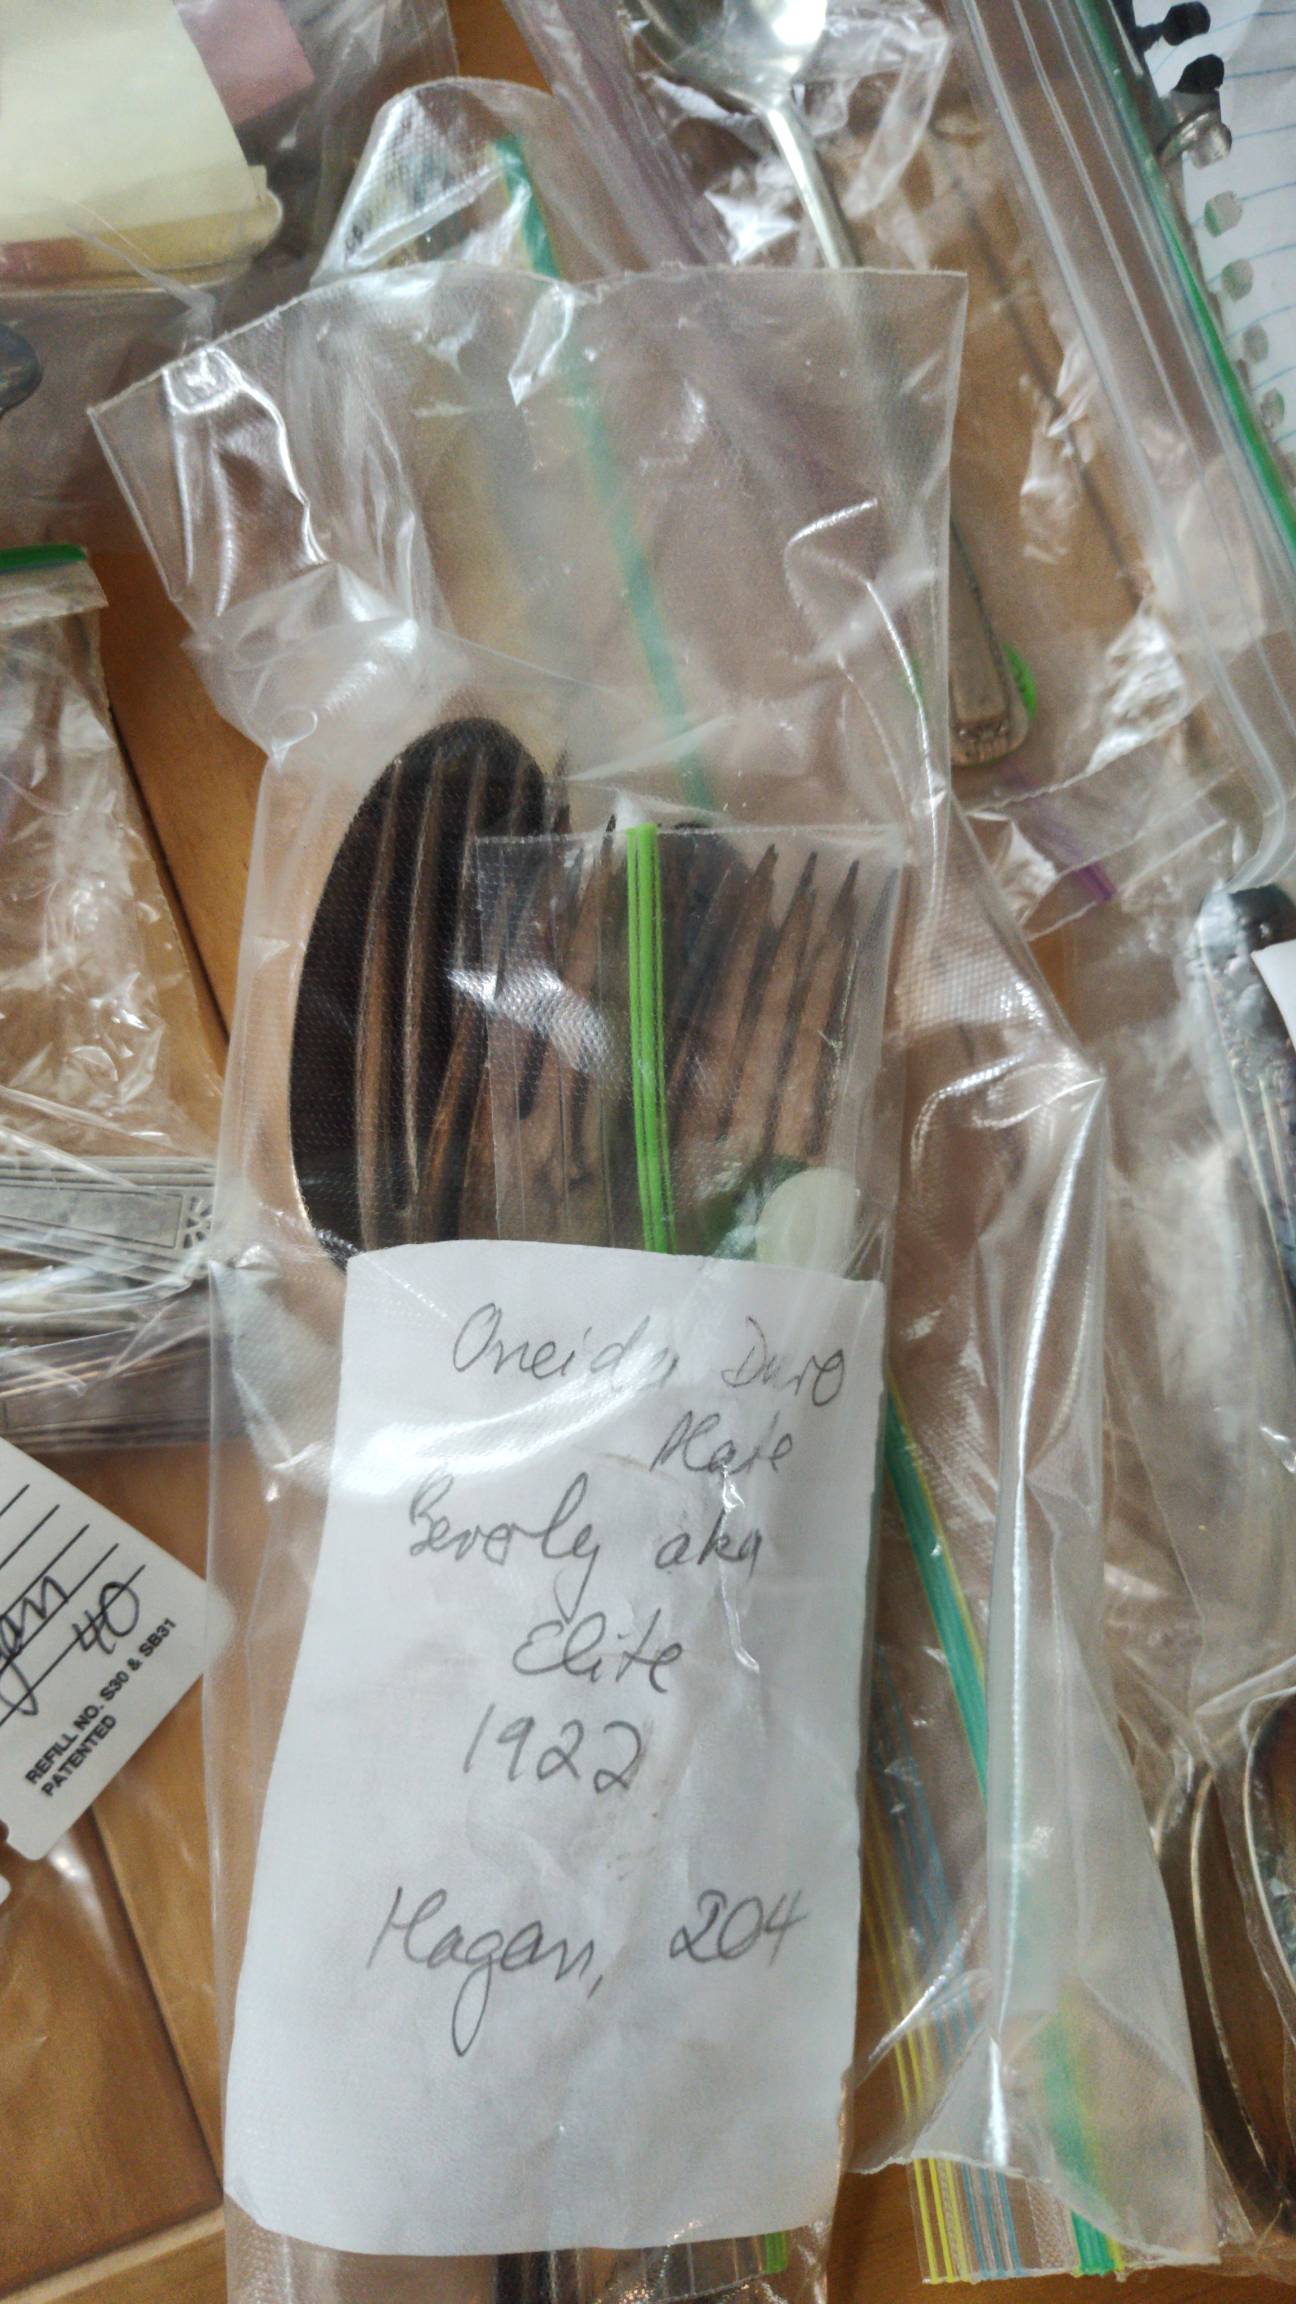 Oneida Duro
Plate
Beverly aka
Elite
1922
Hagan, 204
40
REFILL NO. S30 & SB31
PATENTED